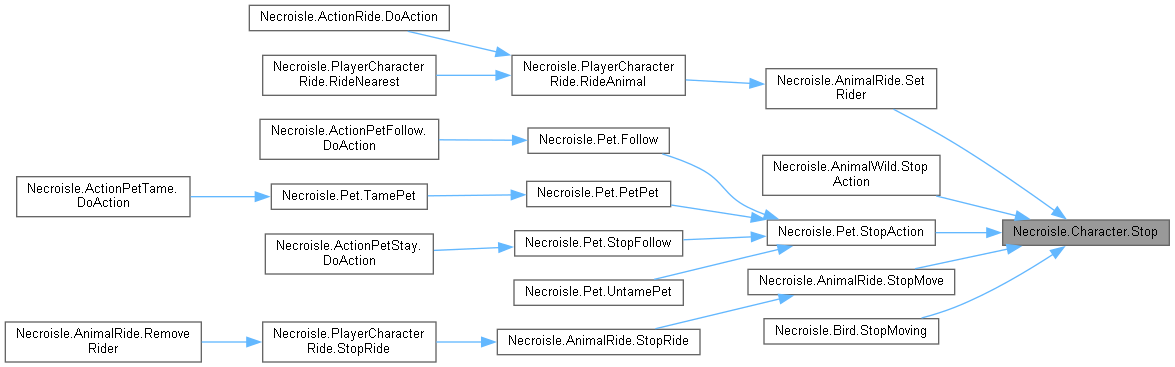 Necroisle.ActionRide.DoAction
Necroisle.PlayerCharacter
Ride.RideNearest
Necroisle.PlayerCharacter
Ride.RideAnimal
Necroisle.AnimalRide.Set
Rider
Necroisle.ActionPetFollow.
DoAction
Necroisle.Pet.Follow
Necroisle.AnimalWild.Stop
Action
Necroisle.ActionPetTame.
DoAction
Necroisle.Pet.TamePet
Necroisle.Pet.PetPet
Necroisle.Pet.StopAction
Necroisle.Character.Stop
Necroisle.ActionPetStay.
DoAction
Necroisle.Pet.StopFollow
Necroisle.Pet.UntamePet
Necroisle.AnimalRide.StopMove
Necroisle.Bird.StopMoving
Necroisle.AnimalRide.Remove
Rider
Necroisle.PlayerCharacter
Ride.StopRide
Necroisle.AnimalRide.StopRide